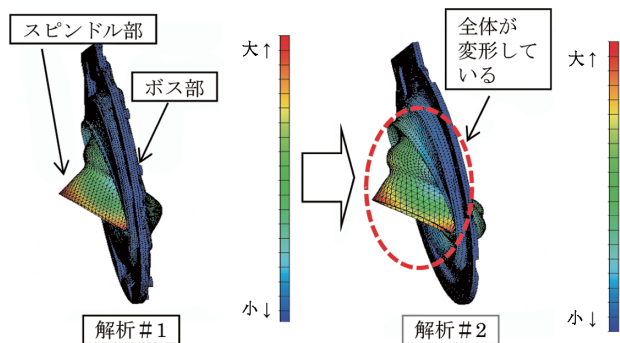 スピンドル部
ボス部
大↑
小↓
解析＃1
全体が
変形して
いる
大↑
小↓
解析＃2